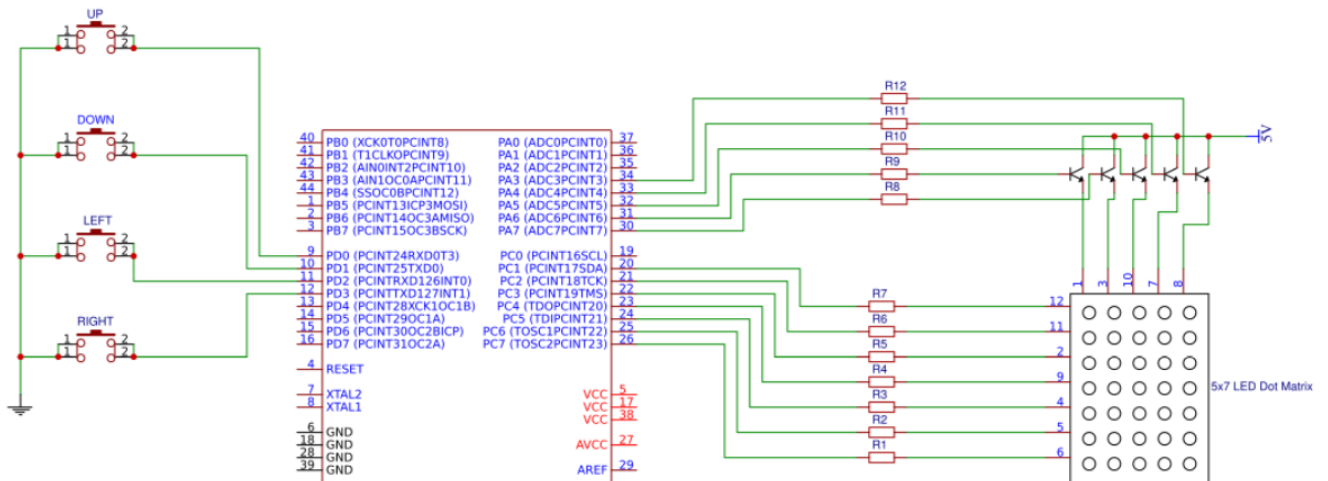 UP
1 2
1 2
DOWN
1 2
1 2
LEFT
1 2
1 2
RIGHT
1 2
1 2
40 PB0 (XCK0T0PCINT8)
41 PB1 (T1CLKOPCINT9)
42 PB2 (AIN0INT2PCINT10)
43 PB3 (AIN1OC0APCINT11)
44 PB4 (SSOC0BPCINT12)
1 PB5 (PCINT13ICP3MOSI)
2 PB6 (PCINT14OC3AMISO)
3 PB7 (PCINT15OC3BSCK)
9 PD0 (PCINT24RXD0T3)
10 PD1 (PCINT25TXD0)
11 PD2 (PCINTRXD126INT0)
12 PD3 (PCINTTXD127INT1)
13 PD4 (PCINT28XCK1OC1B)
14 PD5 (PCINT29OC1A)
15 PD6 (PCINT30OC2BICP)
16 PD7 (PCINT31OC2A)
4 RESET
7 XTAL2
8 XTAL1
6 GND
18 GND
28 GND
39 GND
PA0 (ADC0PCINT0) 37
PA1 (ADC1PCINT1) 36
PA2 (ADC2PCINT2) 35
PA3 (ADC3PCINT3) 34
PA4 (ADC4PCINT4) 33
PA5 (ADC5PCINT5) 32
PA6 (ADC6PCINT6) 31
PA7 (ADC7PCINT7) 30
PC0 (PCINT16SCL) 19
PC1 (PCINT17SDA) 20
PC2 (PCINT18TCK) 21
PC3 (PCINT19TMS) 22
PC4 (TDOPCINT20) 23
PC5 (TDIPCINT21) 24
PC6 (TOSC1PCINT22) 25
PC7 (TOSC2PCINT23) 26
VCC 5
VCC 17
VCC 38
AVCC 27
AREF 29
R12
R11
R10
R9
R8
R7
R6
R5
R4
R3
R2
R1
5V
1 3 10 7 8
12
11
2
9
4
5
6
5x7 LED Dot Matrix